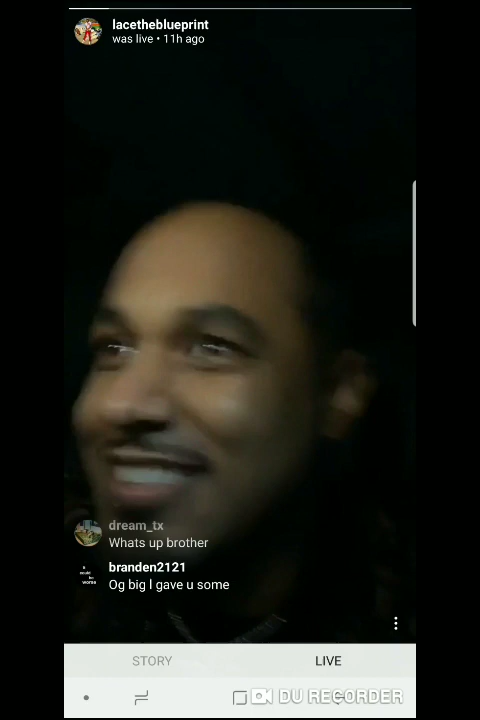 lacetheblueprint
was live • 11h ago
dream_tx
Whats up brother
branden2121
Og big l gave u some
STORY
LIVE
DU RECORDER